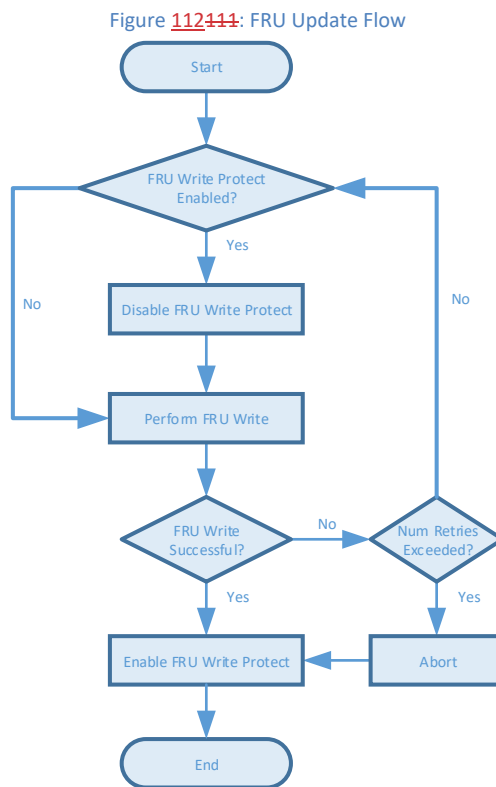 Figure 112111: FRU Update Flow
Start
FRU Write Protect
Enabled?
Yes
No
No
Disable FRU Write Protect
Perform FRU Write
FRU Write
Successful?
No
Num Retries
Exceeded?
Yes
Yes
Enable FRU Write Protect
Abort
End